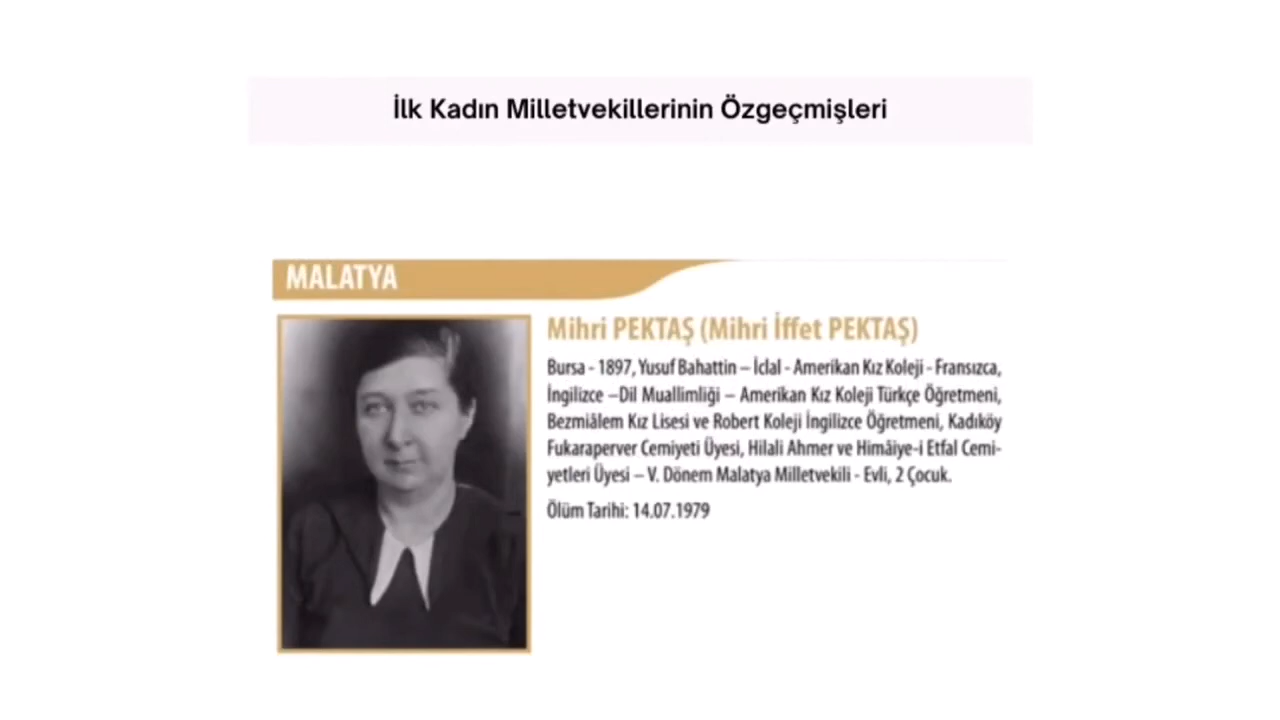 İlk Kadın Milletvekillerinin Özgeçmişleri
MALATYA
Mihri PEKTAŞ (Mihri İffet PEKTAŞ)
Bursa - 1897, Yusuf Bahattin – İclal - Amerikan Kız Koleji - Fransızca,
İngilizce –Dil Muallimliği – Amerikan Kız Koleji Türkçe Öğretmeni,
Bezmiâlem Kız Lisesi ve Robert Koleji İngilizce Öğretmeni, Kadıköy
Fukaraperver Cemiyeti Üyesi, Hilali Ahmer ve Himâiye-i Etfal Cemi-
yetleri Üyesi – V. Dönem Malatya Milletvekili - Evli, 2 Çocuk.
Ölüm Tarihi: 14.07.1979